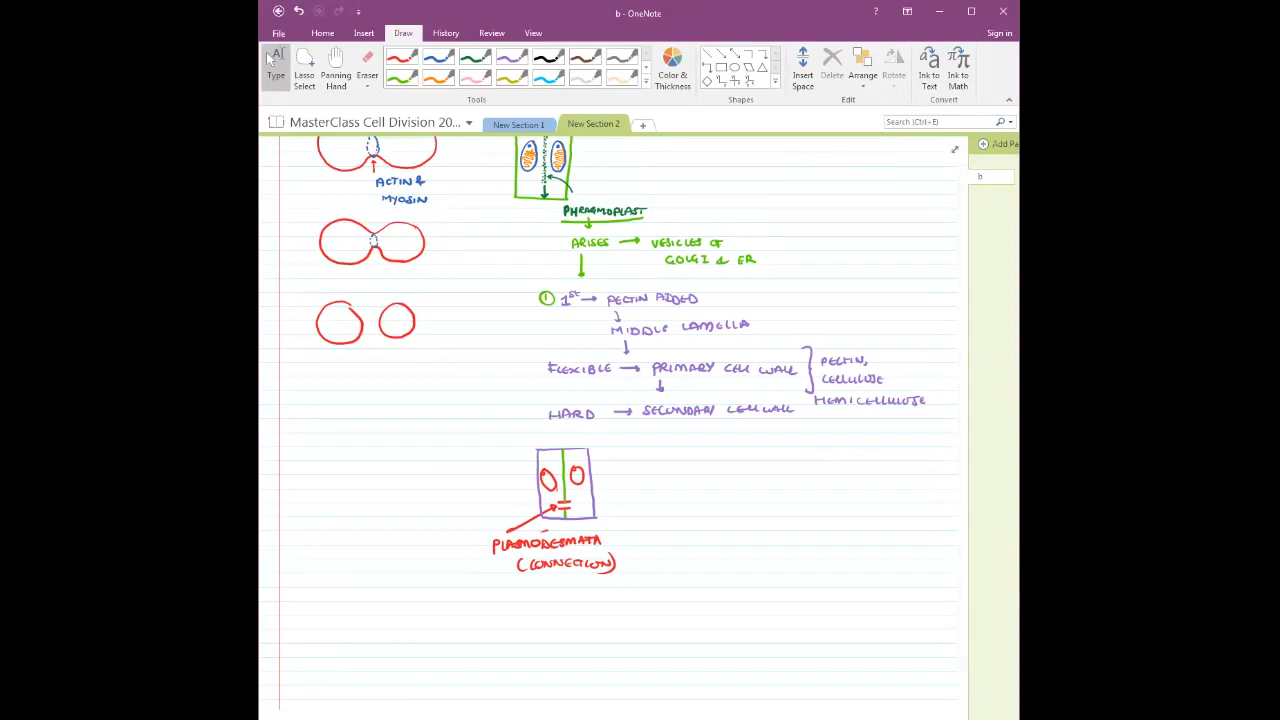 b - OneNote
?
File
Home
Insert
Draw
History
Review
View
Sign in
Type
Lasso Select
Panning Hand
Eraser
Color & Thickness
Insert Space
Delete
Arrange
Rotate
Ink to Text
Ink to Math
Tools
Shapes
Edit
Convert
MasterClass Cell Division 20...
New Section 1
New Section 2
Search (Ctrl+E)
Add Pa
b
ACTIN &
MYOSIN
PHRAGMOPLAST
ARISES → VESICLES OF
GOLGI & ER
① 1ST → PECTIN ADDED
MIDDLE LAMELLA
FLEXIBLE → PRIMARY CELL WALL
HARD → SECONDARY CELL WALL
PECTIN,
CELLULOSE
HEMICELLULOSE
PLASMODESMATA
(CONNECTION)